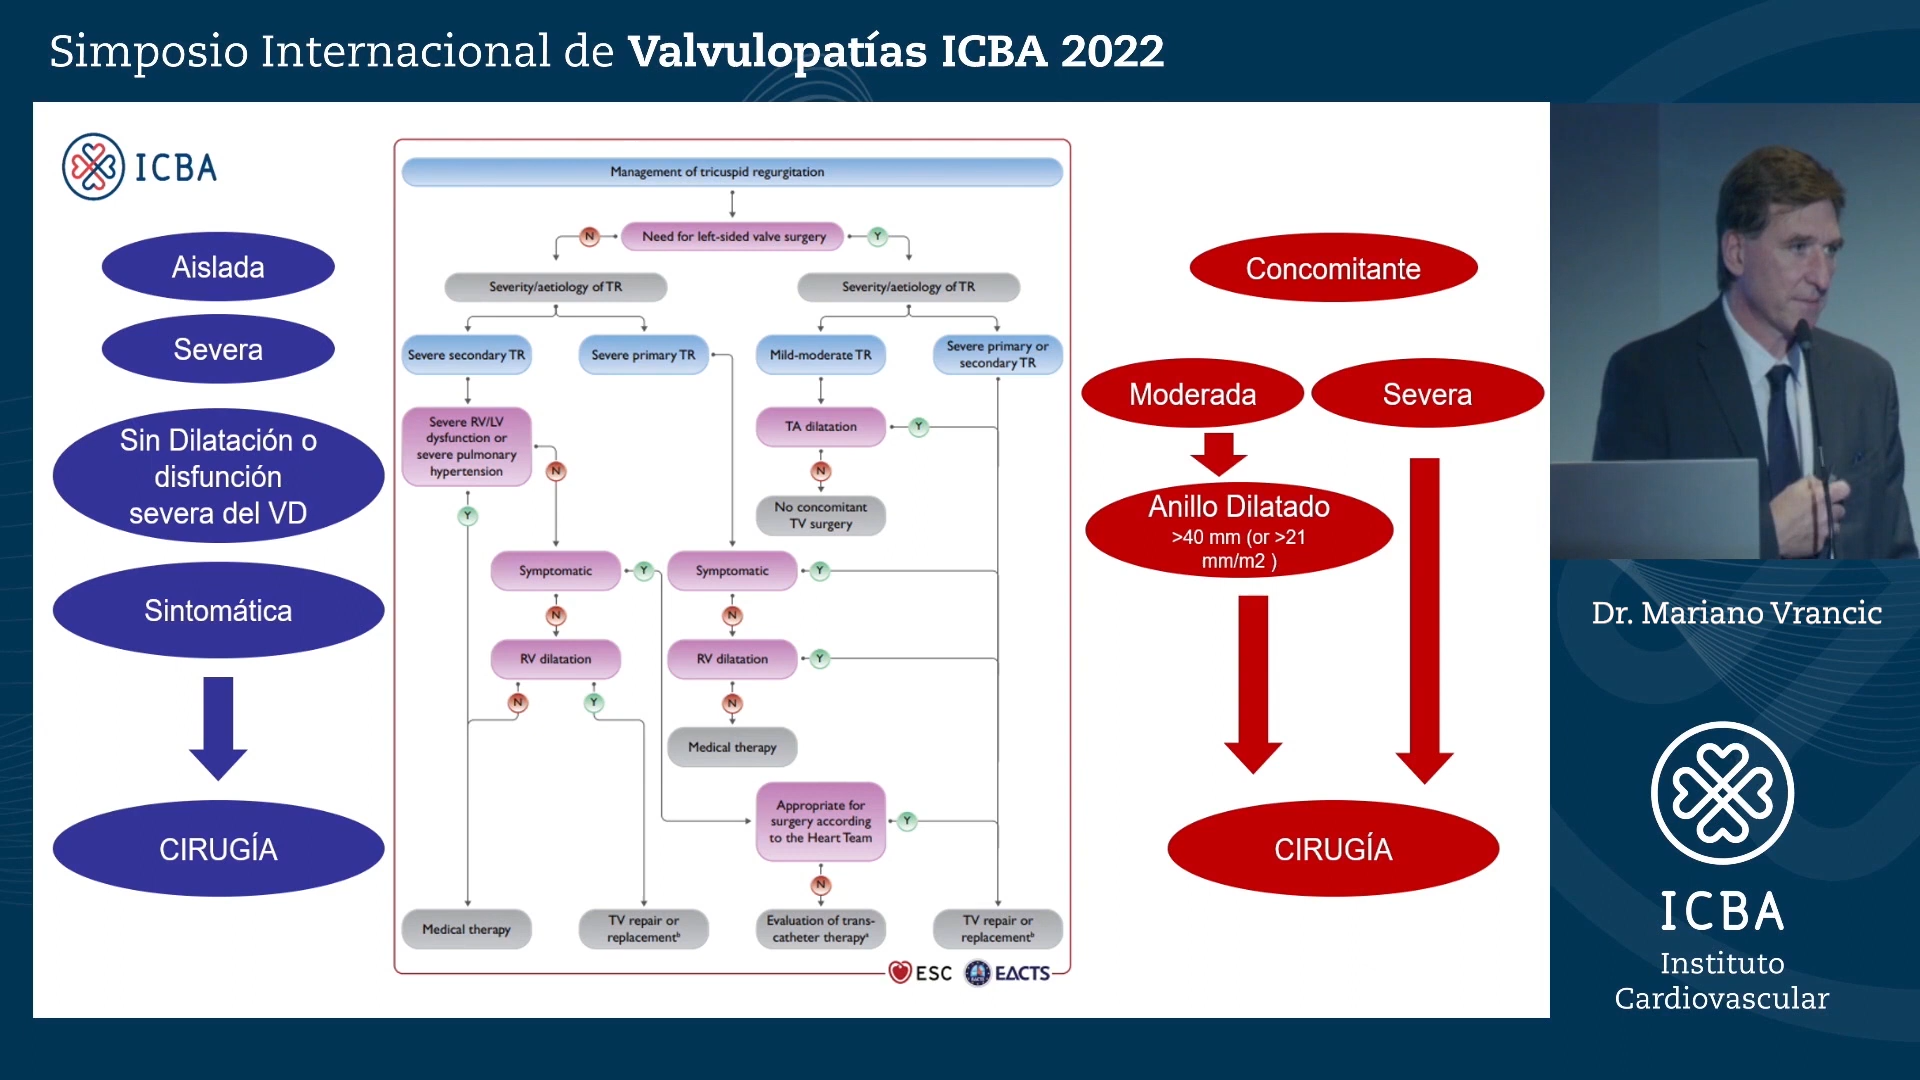 Simposio Internacional de Valvulopatías ICBA 2022
ICBA
Aislada
Severa
Sin Dilatación o
disfunción
severa del VD
Sintomática
CIRUGÍA
Management of tricuspid regurgitation
N
Need for left-sided valve surgery
Y
Severity/aetiology of TR
Severity/aetiology of TR
Severe secondary TR
Severe primary TR
Mild-moderate TR
Severe primary or
secondary TR
Severe RV/LV
dysfunction or
severe pulmonary
hypertension
N
Y
TA dilatation
Y
N
No concomitant
TV surgery
Symptomatic
Y
N
Symptomatic
Y
N
RV dilatation
N
Y
RV dilatation
Y
N
Medical therapy
Appropriate for
surgery according
to the Heart Team
Y
N
Medical therapy
TV repair or
replacementᵇ
Evaluation of trans-
catheter therapyᵃ
TV repair or
replacementᵇ
ESC
EACTS
Concomitante
Moderada
Severa
Anillo Dilatado
>40 mm (or >21
mm/m2 )
CIRUGÍA
Dr. Mariano Vrancic
ICBA
Instituto
Cardiovascular